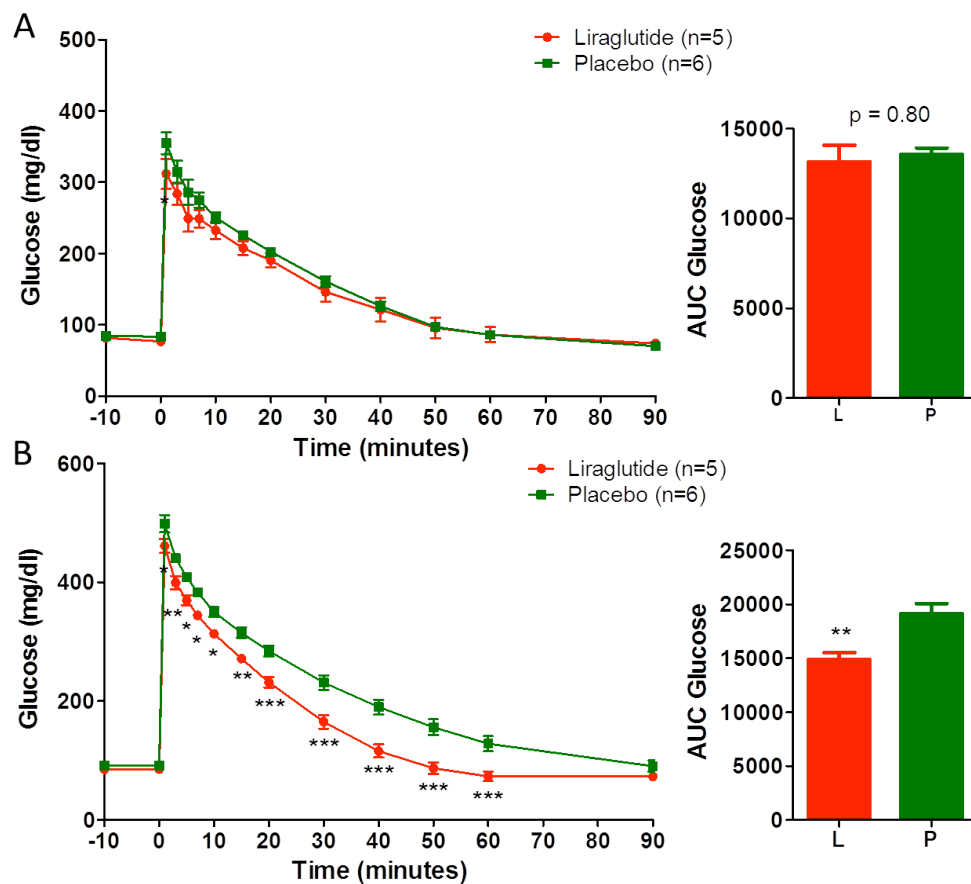 A
Liraglutide (n=5)
Placebo (n=6)
500
400
300
200
100
0
Glucose (mg/dl)
*
-10 0 10 20 30 40 50 60 70 80 90
Time (minutes)
p = 0.80
15000
10000
5000
0
AUC Glucose
L P
B
Liraglutide (n=5)
Placebo (n=6)
600
400
200
0
Glucose (mg/dl)
*
**
*
*
*
**
***
***
***
***
***
-10 0 10 20 30 40 50 60 70 80 90
Time (minutes)
25000
20000
15000
10000
5000
0
AUC Glucose
**
L P